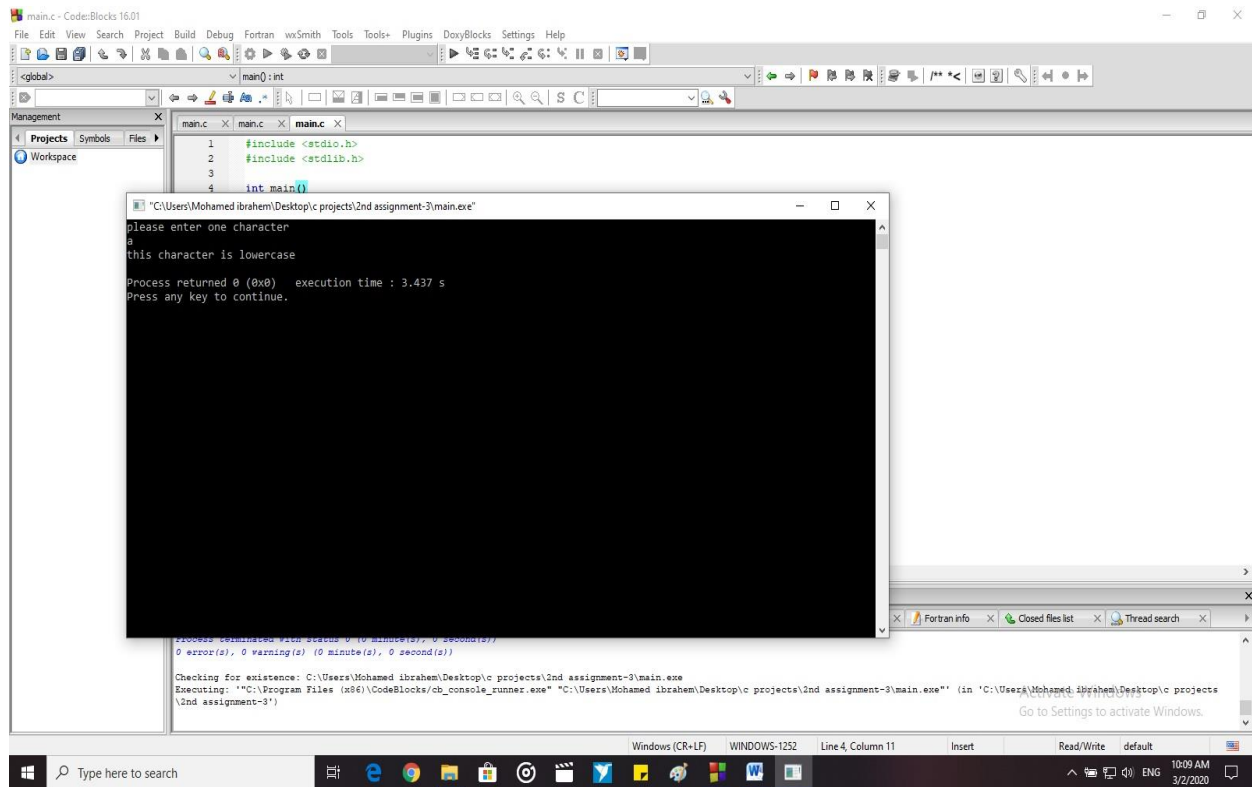 main.c - Code::Blocks 16.01
File Edit View Search Project Build Debug Fortran wxSmith Tools Tools+ Plugins DoxyBlocks Settings Help
<global>
main() : int
/** *<
S C
Management
Projects Symbols Files
Workspace
main.c main.c main.c
1 #include <stdio.h>
2 #include <stdlib.h>
3
4 int main()
"C:\Users\Mohamed ibrahem\Desktop\c projects\2nd assignment-3\main.exe"
please enter one character
a
this character is lowercase
Process returned 0 (0x0) execution time : 3.437 s
Press any key to continue.
Fortran info Closed files list Thread search
Process terminated with status 0 (0 minute(s), 0 second(s))
0 error(s), 0 warning(s) (0 minute(s), 0 second(s))
Checking for existence: C:\Users\Mohamed ibrahem\Desktop\c projects\2nd assignment-3\main.exe
Executing: '"C:\Program Files (x86)\CodeBlocks/cb_console_runner.exe" "C:\Users\Mohamed ibrahem\Desktop\c projects\2nd assignment-3\main.exe"' (in 'C:\Users\Mohamed ibrahem\Desktop\c projects
\2nd assignment-3')
Activate Windows
Go to Settings to activate Windows.
Windows (CR+LF) WINDOWS-1252 Line 4, Column 11 Insert Read/Write default
Type here to search
ENG
10:09 AM
3/2/2020